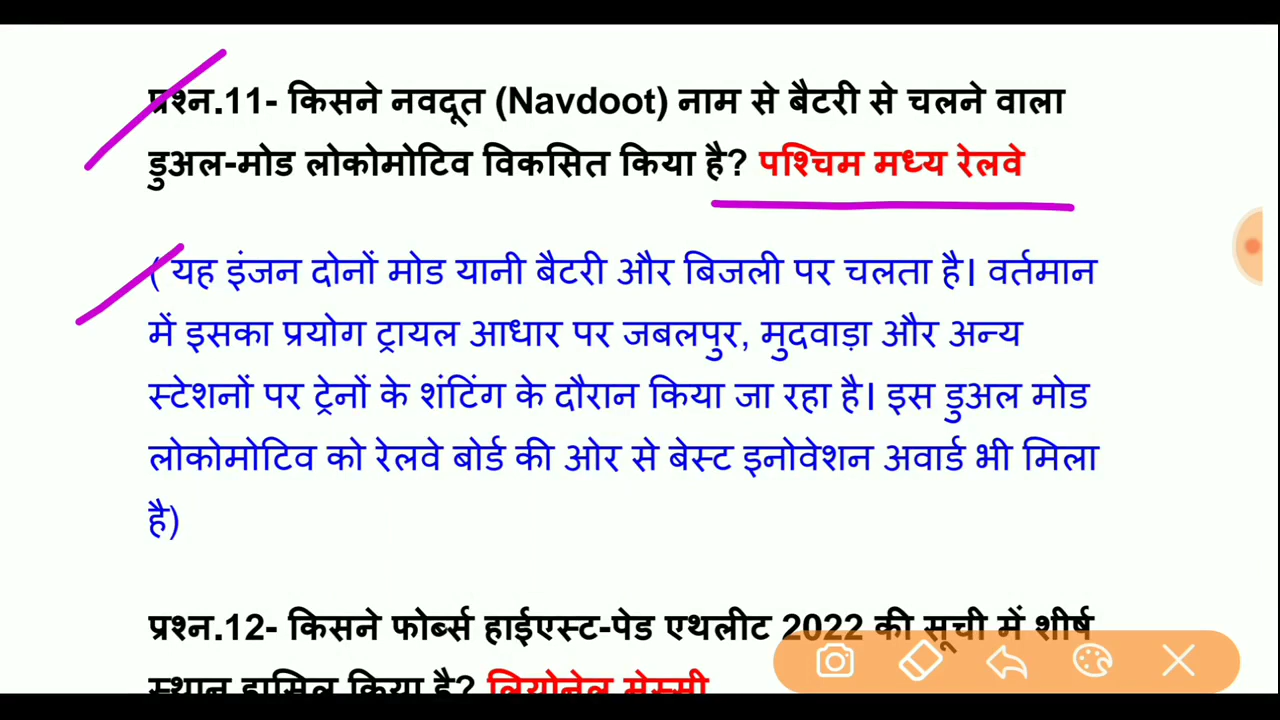 प्रश्न.11- किसने नवदूत (Navdoot) नाम से बैटरी से चलने वाला
डुअल-मोड लोकोमोटिव विकसित किया है? पश्चिम मध्य रेलवे
( यह इंजन दोनों मोड यानी बैटरी और बिजली पर चलता है। वर्तमान
में इसका प्रयोग ट्रायल आधार पर जबलपुर, मुदवाड़ा और अन्य
स्टेशनों पर ट्रेनों के शंटिंग के दौरान किया जा रहा है। इस डुअल मोड
लोकोमोटिव को रेलवे बोर्ड की ओर से बेस्ट इनोवेशन अवार्ड भी मिला
है)
प्रश्न.12- किसने फोर्ब्स हाईएस्ट-पेड एथलीट 2022 की सूची में शीर्ष
स्थान हासिल किया है? लियोनेल मेस्सी